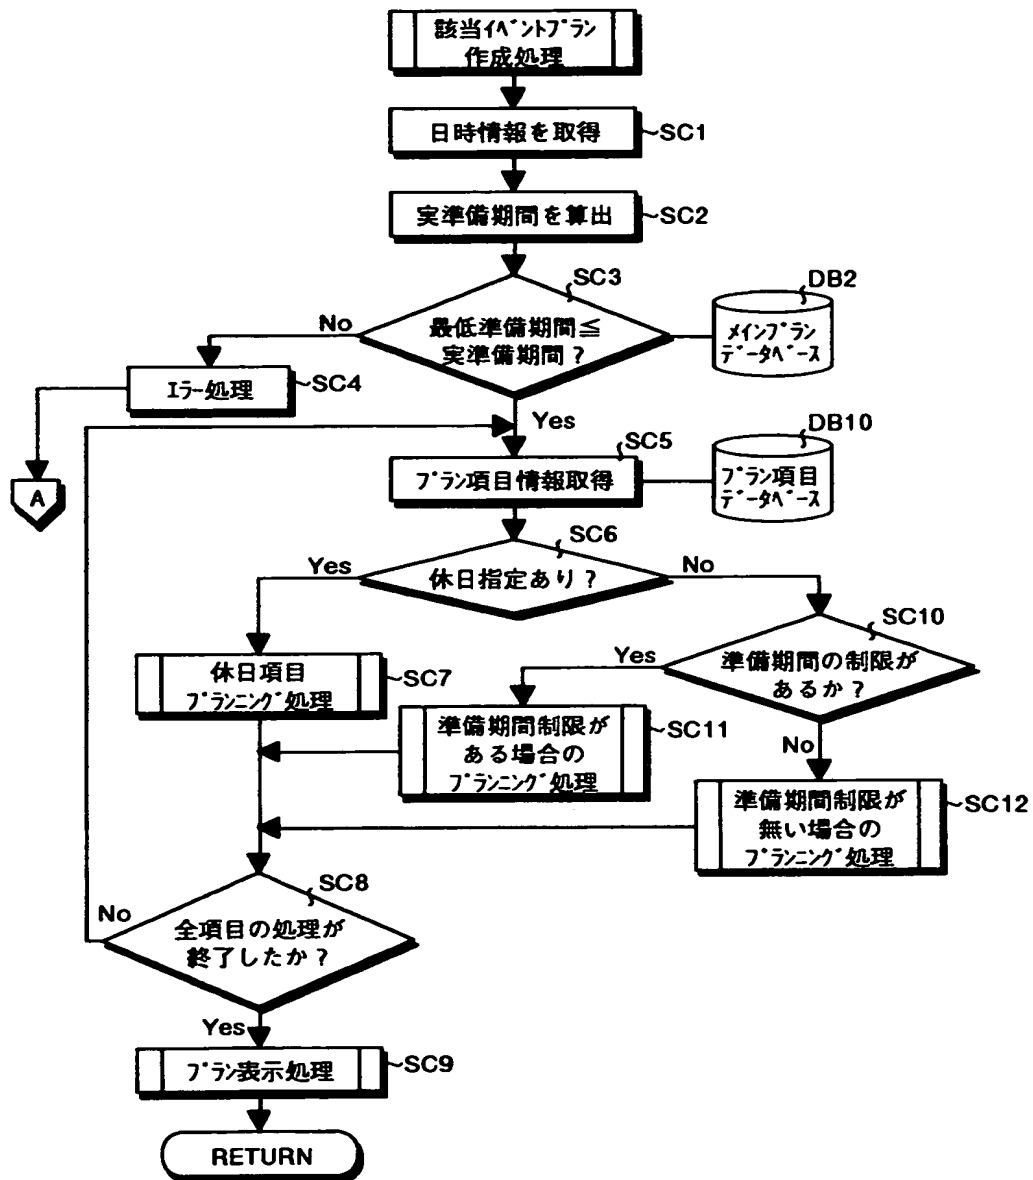 該当ｲﾍﾞﾝﾄﾌﾟﾗﾝ
作成処理
日時情報を取得
SC1
実準備期間を算出
SC2
SC3
最低準備期間≦
実準備期間？
No
Yes
DB2
メインプラン
ﾃﾞｰﾀﾍﾞｰｽ
ｴﾗｰ処理
SC4
A
SC5
ﾌﾟﾗﾝ項目情報取得
DB10
ﾌﾟﾗﾝ項目
ﾃﾞｰﾀﾍﾞｰｽ
SC6
休日指定あり？
Yes
No
SC10
準備期間の制限が
あるか？
Yes
No
休日項目
ﾌﾟﾗﾝﾆﾝｸﾞ処理
SC7
準備期間制限が
ある場合の
ﾌﾟﾗﾝﾆﾝｸﾞ処理
SC11
準備期間制限が
無い場合の
ﾌﾟﾗﾝﾆﾝｸﾞ処理
SC12
SC8
全項目の処理が
終了したか？
No
Yes
ﾌﾟﾗﾝ表示処理
SC9
RETURN